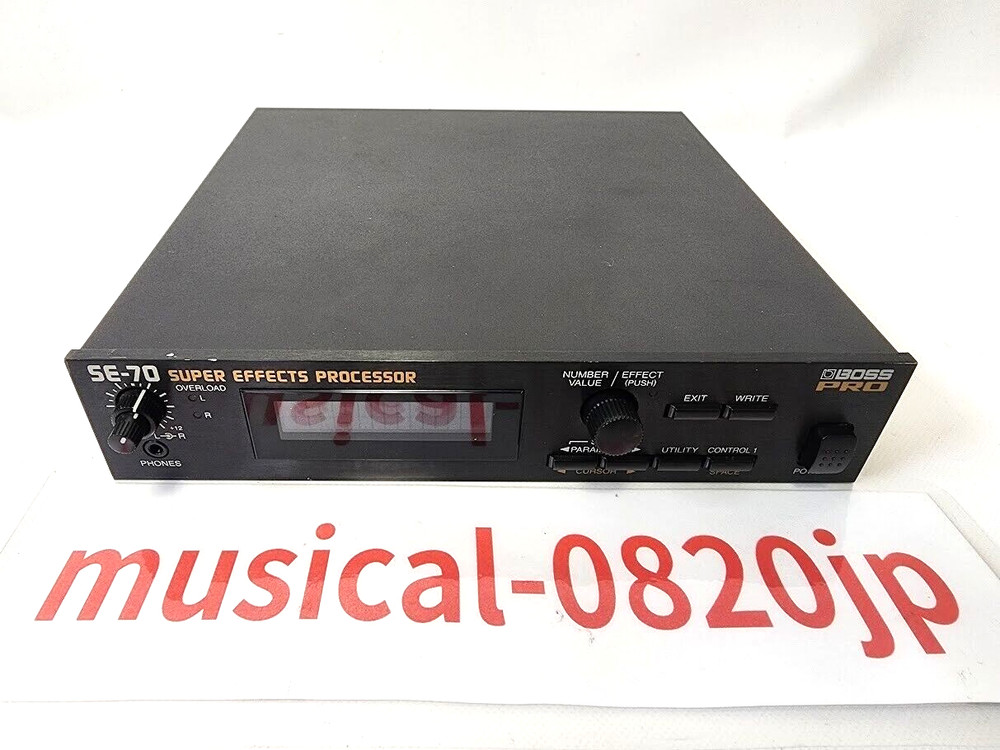 SE-70 SUPER EFFECTS PROCESSOR
OVERLOAD
L
R
+12
L R
PHONES
NUMBER / EFFECT
VALUE (PUSH)
EXIT WRITE
UTILITY CONTROL 1
CURSOR SPACE
BOSS
PRO
musical-0820jp